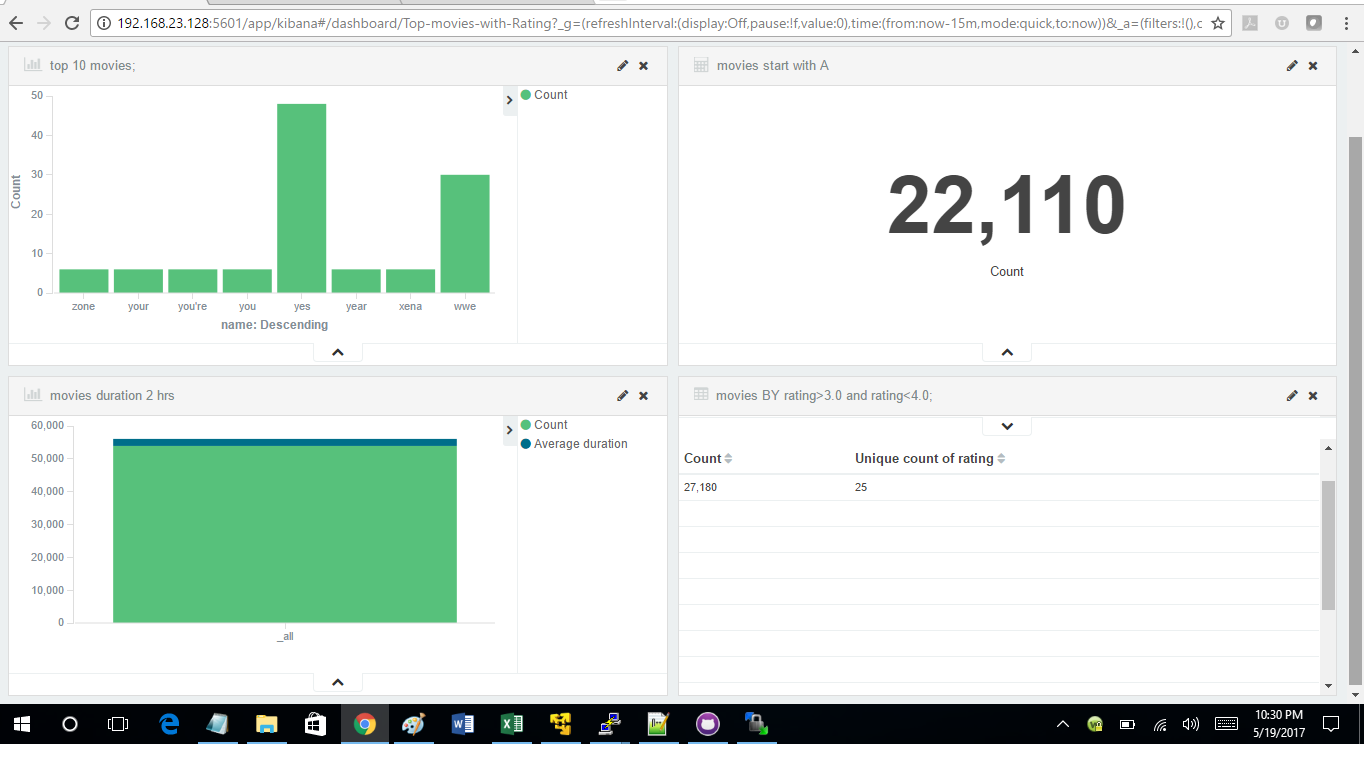 192.168.23.128:5601/app/kibana#/dashboard/Top-movies-with-Rating?_g=(refreshInterval:(display:Off,pause:!f,value:0),time:(from:now-15m,mode:quick,to:now))&_a=(filters:!(),c
top 10 movies;
50
40
30
20
10
0
Count
zone your you're you yes year xena wwe
name: Descending
Count
movies start with A
22,110
Count
movies duration 2 hrs
60,000
50,000
40,000
30,000
20,000
10,000
0
_all
Count
Average duration
movies BY rating>3.0 and rating<4.0;
Count Unique count of rating
27,180 25
10:30 PM
5/19/2017